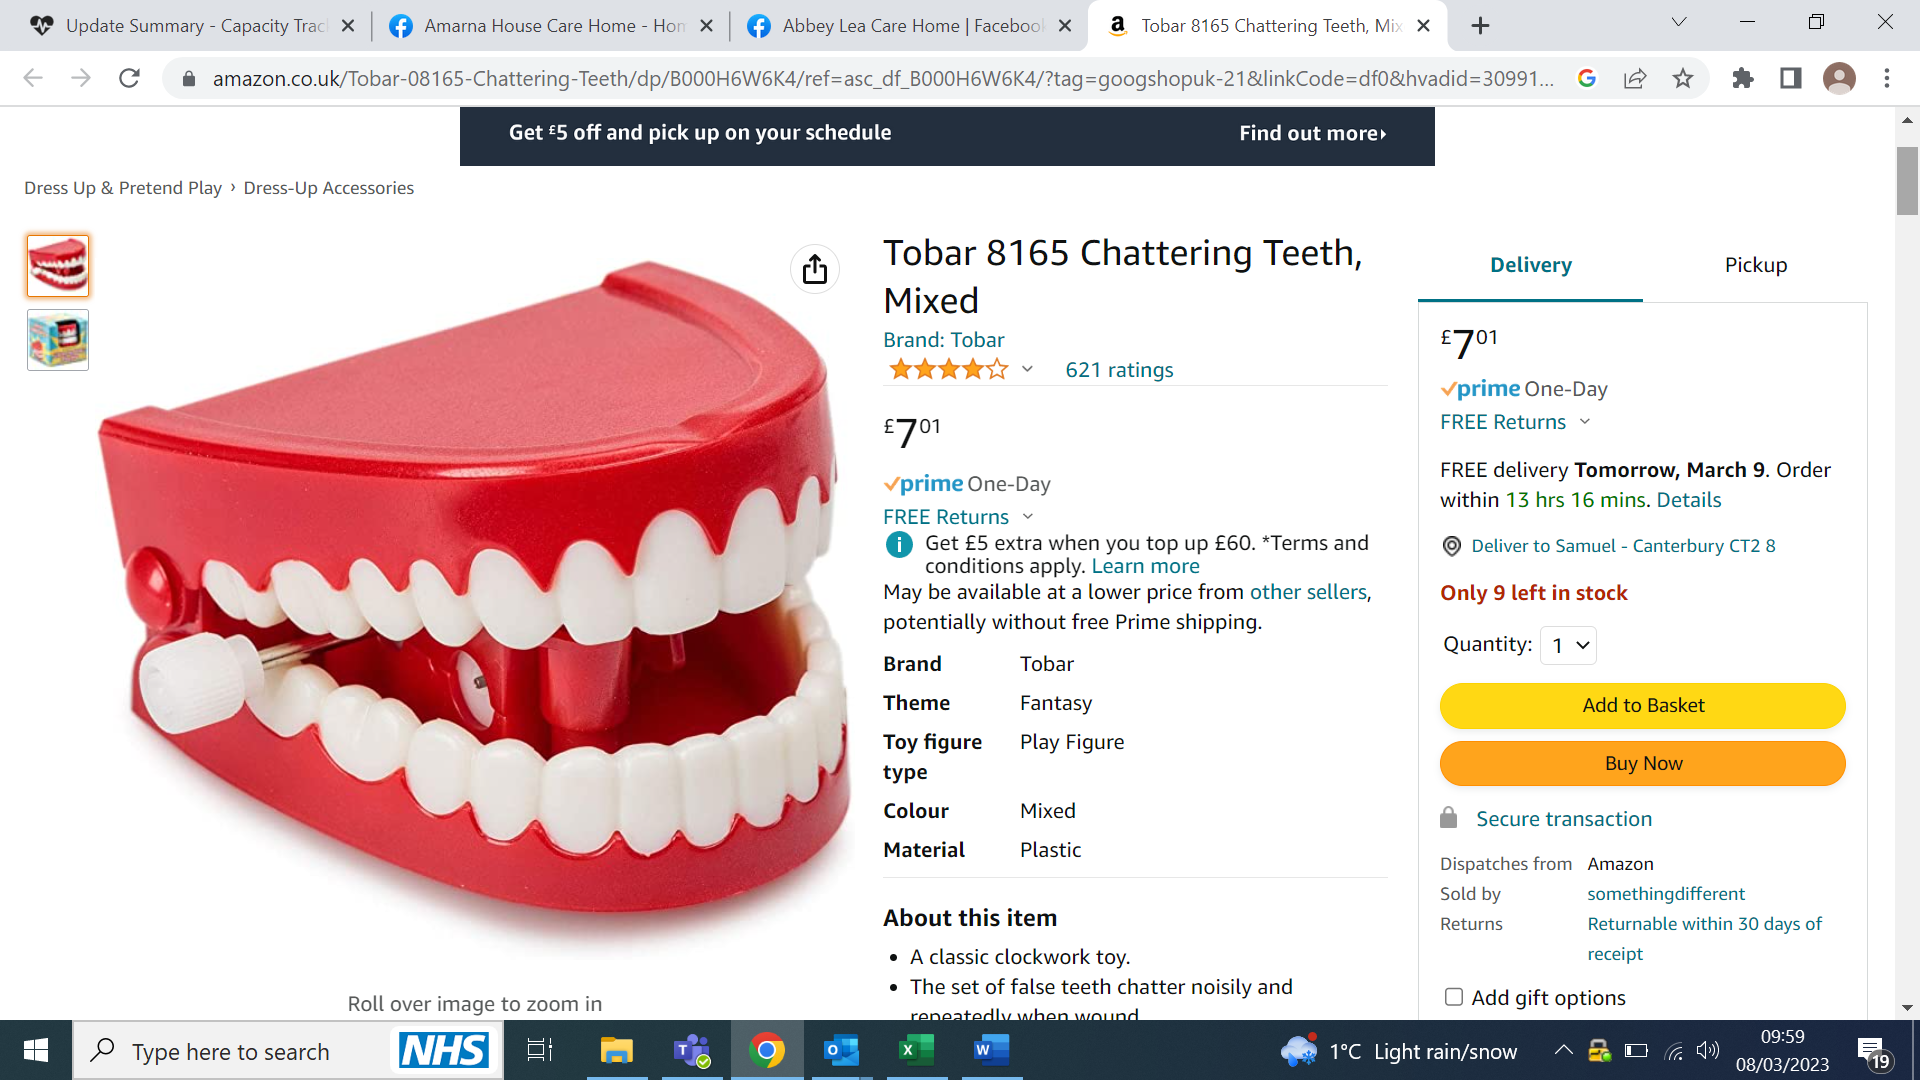 Update Summary - Capacity Trac
Amarna House Care Home - Hom
Abbey Lea Care Home | Facebook
Tobar 8165 Chattering Teeth, Mix
amazon.co.uk/Tobar-08165-Chattering-Teeth/dp/B000H6W6K4/ref=asc_df_B000H6W6K4/?tag=googshopuk-21&linkCode=df0&hvadid=30991...
Get £5 off and pick up on your schedule
Find out more
Dress Up & Pretend Play › Dress-Up Accessories
Tobar 8165 Chattering Teeth,
Mixed
Brand: Tobar
621 ratings
£7 01
prime One-Day
FREE Returns
Get £5 extra when you top up £60. *Terms and
conditions apply. Learn more
May be available at a lower price from other sellers,
potentially without free Prime shipping.
Brand Tobar
Theme Fantasy
Toy figure Play Figure
type
Colour Mixed
Material Plastic
About this item
• A classic clockwork toy.
• The set of false teeth chatter noisily and
repeatedly when wound
Roll over image to zoom in
Delivery Pickup
£7 01
prime One-Day
FREE Returns
FREE delivery Tomorrow, March 9. Order
within 13 hrs 16 mins. Details
Deliver to Samuel - Canterbury CT2 8
Only 9 left in stock
Quantity: 1
Add to Basket
Buy Now
Secure transaction
Dispatches from Amazon
Sold by somethingdifferent
Returns Returnable within 30 days of
receipt
Add gift options
Type here to search
NHS
1°C Light rain/snow
09:59
08/03/2023
19